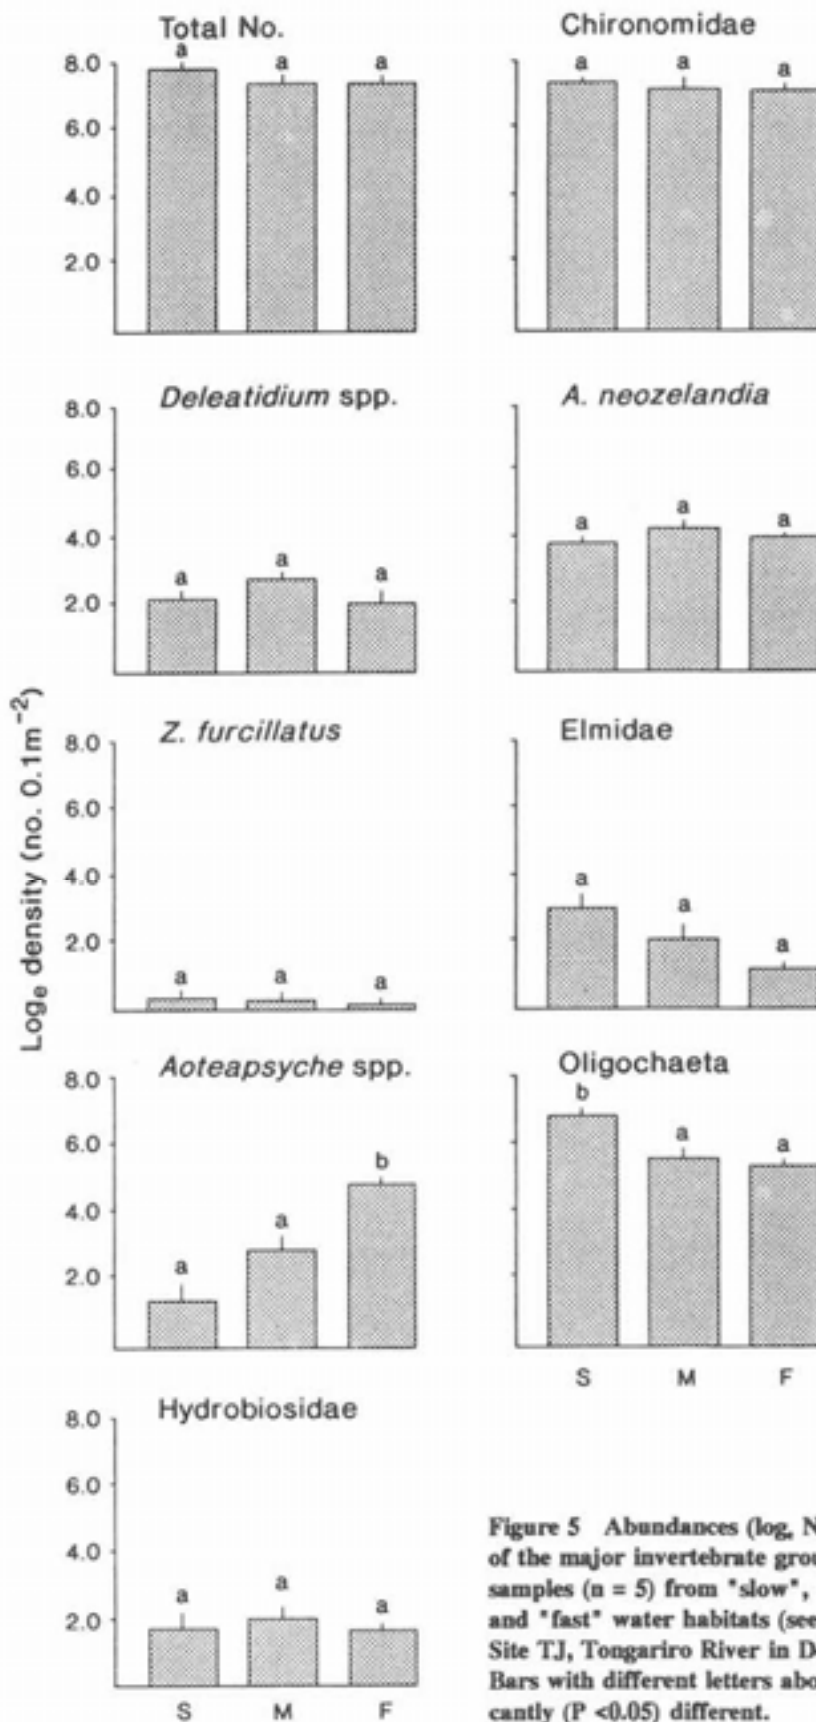 Total No.
a a a
8.0
6.0
4.0
2.0
Chironomidae
a a a
Deleatidium spp.
8.0
6.0
4.0
2.0
a a a
A. neozelandia
a a a
Z. furcillatus
8.0
6.0
4.0
2.0
a a a
Elmidae
a a a
Aoteapsyche spp.
8.0
6.0
4.0
2.0
a a b
Oligochaeta
b a a
S M F
Hydrobiosidae
8.0
6.0
4.0
2.0
a a a
S M F
Logₑ density (no. 0.1m⁻²)
Figure 5 Abundances (logₑ N
of the major invertebrate grou
samples (n = 5) from "slow",
and "fast" water habitats (see
Site TJ, Tongariro River in D
Bars with different letters abo
cantly (P <0.05) different.